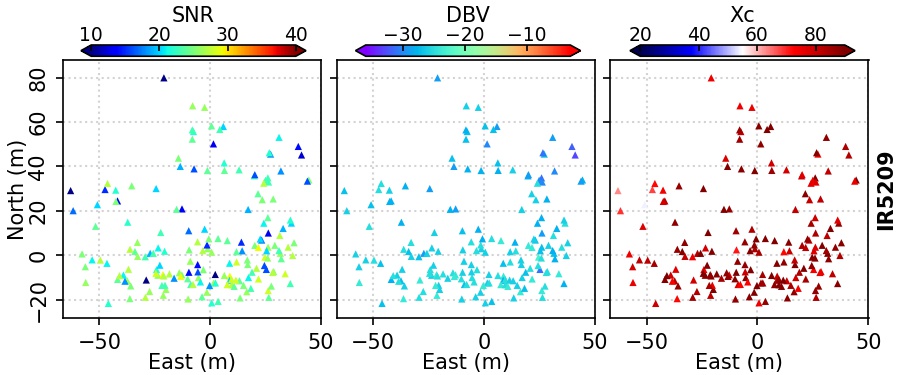 SNR DBV Xc
10 20 30 40 −30 −20 −10 20 40 60 80
80
60
40
20
0
−20
North (m)
IR5209
−50 0 50 −50 0 50 −50 0 50
East (m) East (m) East (m)